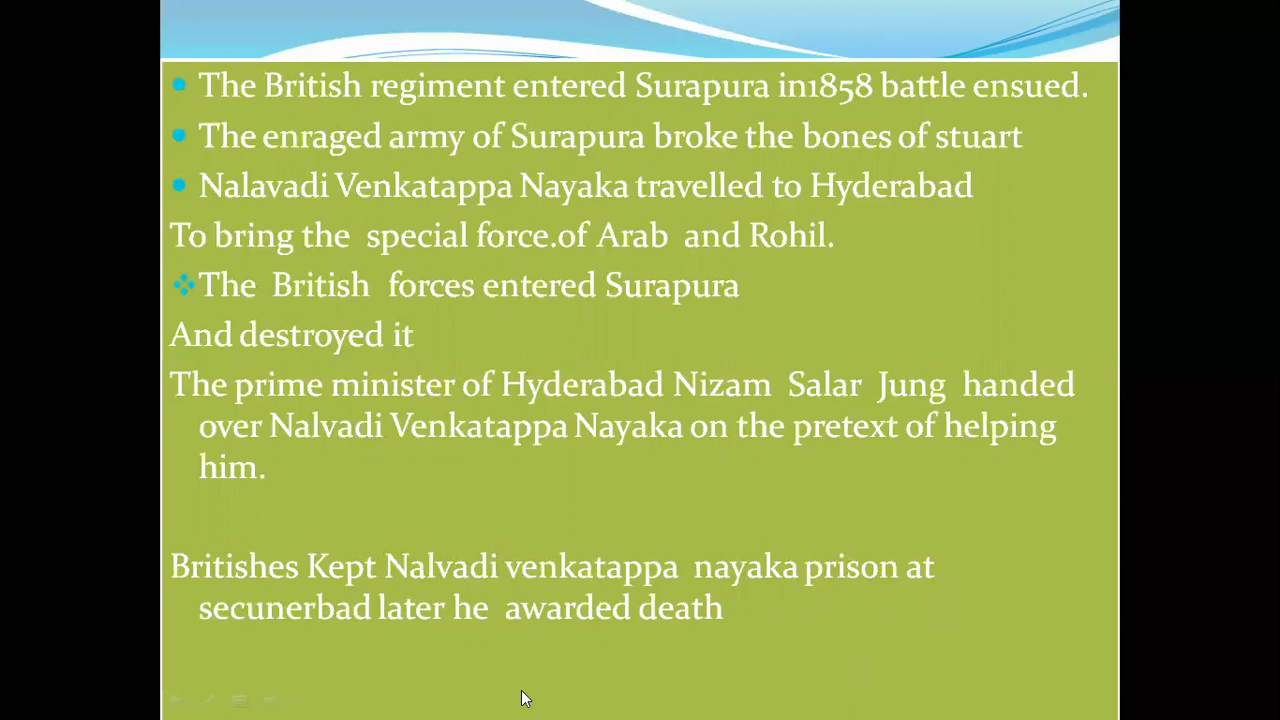 The British regiment entered Surapura in1858 battle ensued.
The enraged army of Surapura broke the bones of stuart
Nalavadi Venkatappa Nayaka travelled to Hyderabad
To bring the special force.of Arab and Rohil.
The British forces entered Surapura
And destroyed it
The prime minister of Hyderabad Nizam Salar Jung handed
over Nalvadi Venkatappa Nayaka on the pretext of helping
him.
Britishes Kept Nalvadi venkatappa nayaka prison at
secunerbad later he awarded death